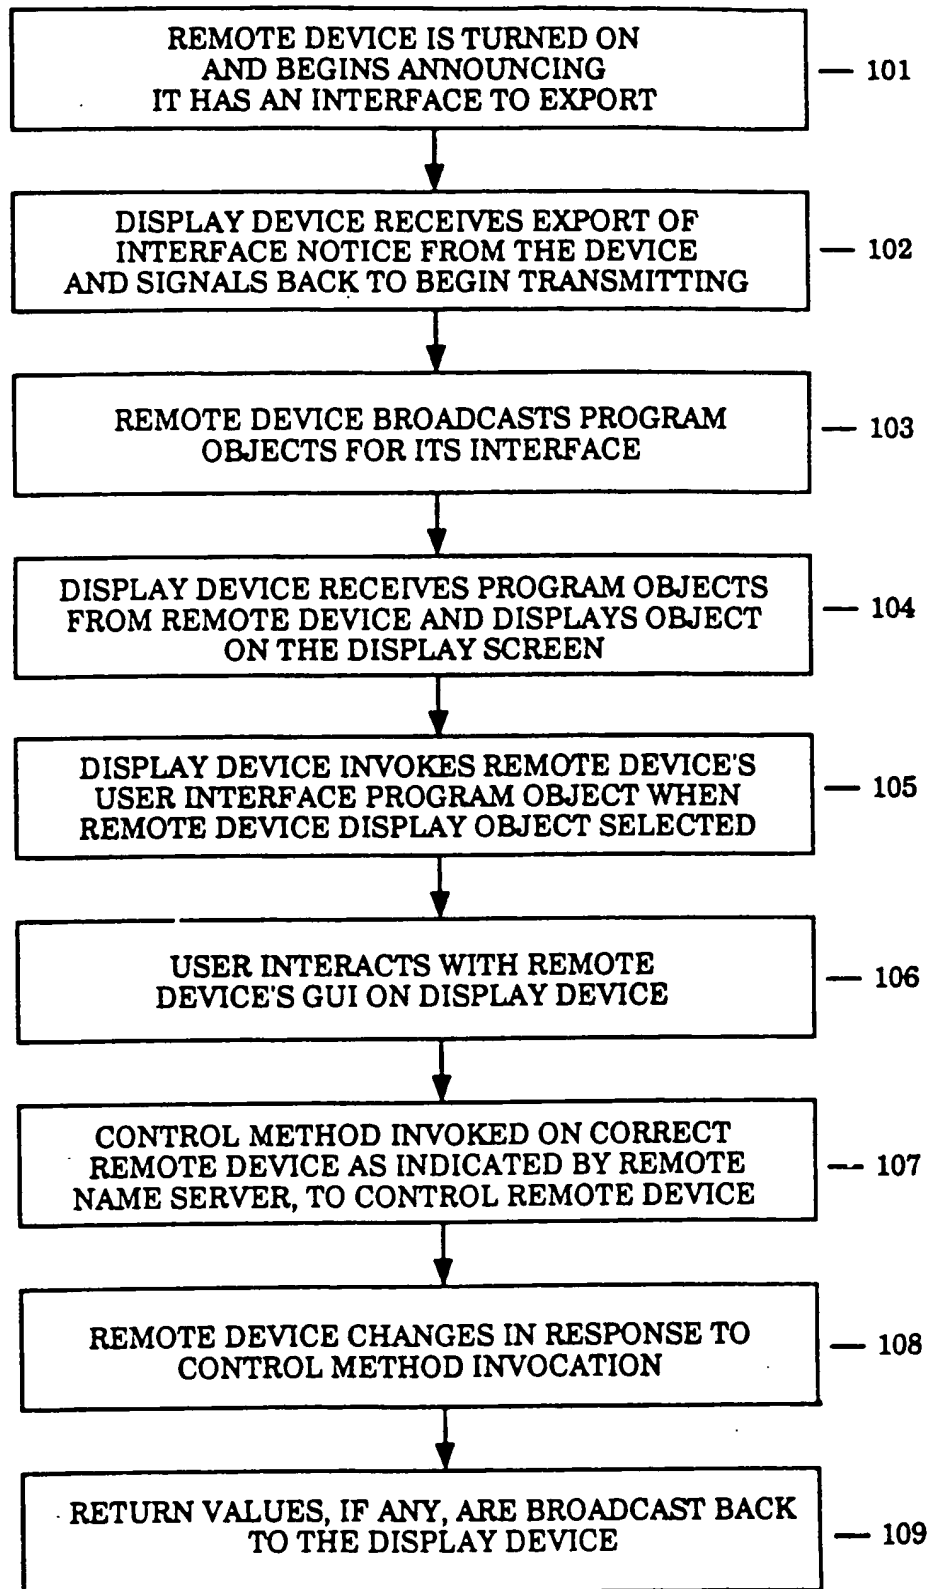 REMOTE DEVICE IS TURNED ON
AND BEGINS ANNOUNCING
IT HAS AN INTERFACE TO EXPORT
— 101
DISPLAY DEVICE RECEIVES EXPORT OF
INTERFACE NOTICE FROM THE DEVICE
AND SIGNALS BACK TO BEGIN TRANSMITTING
— 102
REMOTE DEVICE BROADCASTS PROGRAM
OBJECTS FOR ITS INTERFACE
— 103
DISPLAY DEVICE RECEIVES PROGRAM OBJECTS
FROM REMOTE DEVICE AND DISPLAYS OBJECT
ON THE DISPLAY SCREEN
— 104
DISPLAY DEVICE INVOKES REMOTE DEVICE'S
USER INTERFACE PROGRAM OBJECT WHEN
REMOTE DEVICE DISPLAY OBJECT SELECTED
— 105
USER INTERACTS WITH REMOTE
DEVICE'S GUI ON DISPLAY DEVICE
— 106
CONTROL METHOD INVOKED ON CORRECT
REMOTE DEVICE AS INDICATED BY REMOTE
NAME SERVER, TO CONTROL REMOTE DEVICE
— 107
REMOTE DEVICE CHANGES IN RESPONSE TO
CONTROL METHOD INVOCATION
— 108
RETURN VALUES, IF ANY, ARE BROADCAST BACK
TO THE DISPLAY DEVICE
— 109